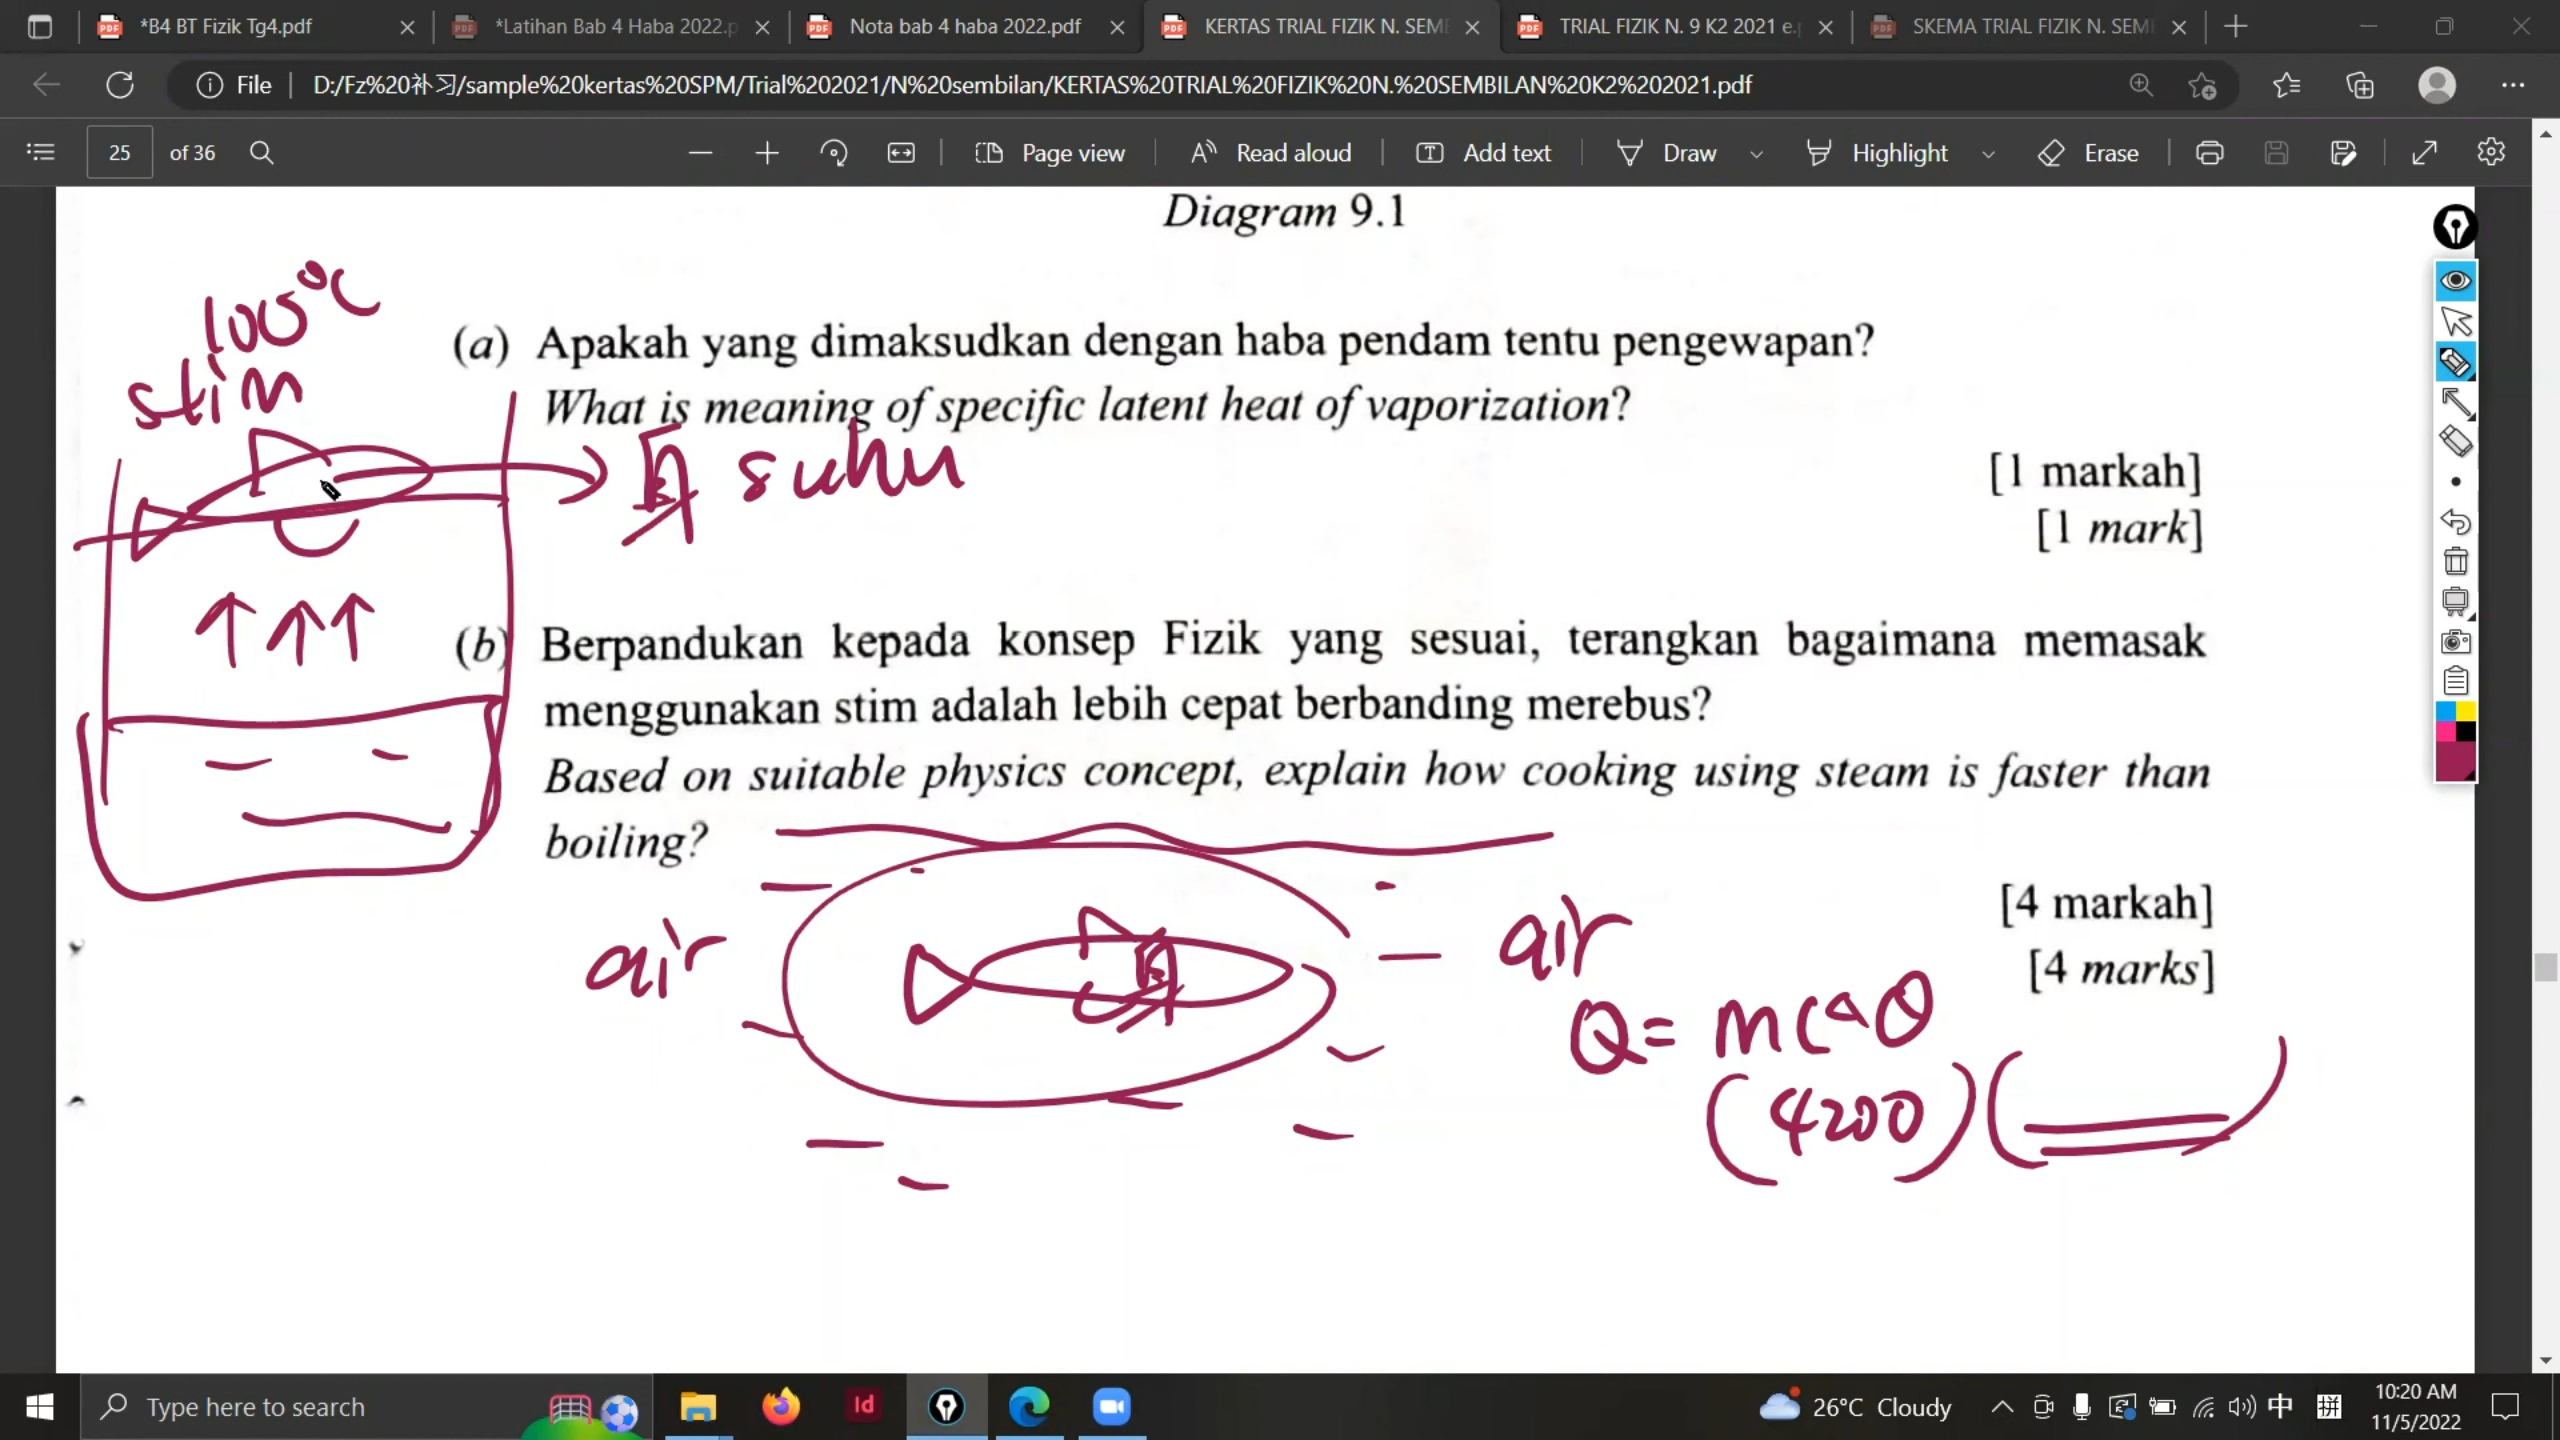 *B4 BT Fizik Tg4.pdf
*Latihan Bab 4 Haba 2022.p
Nota bab 4 haba 2022.pdf
KERTAS TRIAL FIZIK N. SEM
TRIAL FIZIK N. 9 K2 2021 e.
SKEMA TRIAL FIZIK N. SEM
File
D:/Fz%20补习/sample%20kertas%20SPM/Trial%202021/N%20sembilan/KERTAS%20TRIAL%20FIZIK%20N.%20SEMBILAN%20K2%202021.pdf
25 of 36
Page view
Read aloud
Add text
Draw
Highlight
Erase
Diagram 9.1
100°C
stim
(a) Apakah yang dimaksudkan dengan haba pendam tentu pengewapan?
What is meaning of specific latent heat of vaporization?
suhu
[1 markah]
[1 mark]
(b) Berpandukan kepada konsep Fizik yang sesuai, terangkan bagaimana memasak
menggunakan stim adalah lebih cepat berbanding merebus?
Based on suitable physics concept, explain how cooking using steam is faster than
boiling?
[4 markah]
[4 marks]
air
air
Q = mcΔθ
(4200)(
)
Type here to search
Id
26°C Cloudy
中
拼
10:20 AM
11/5/2022